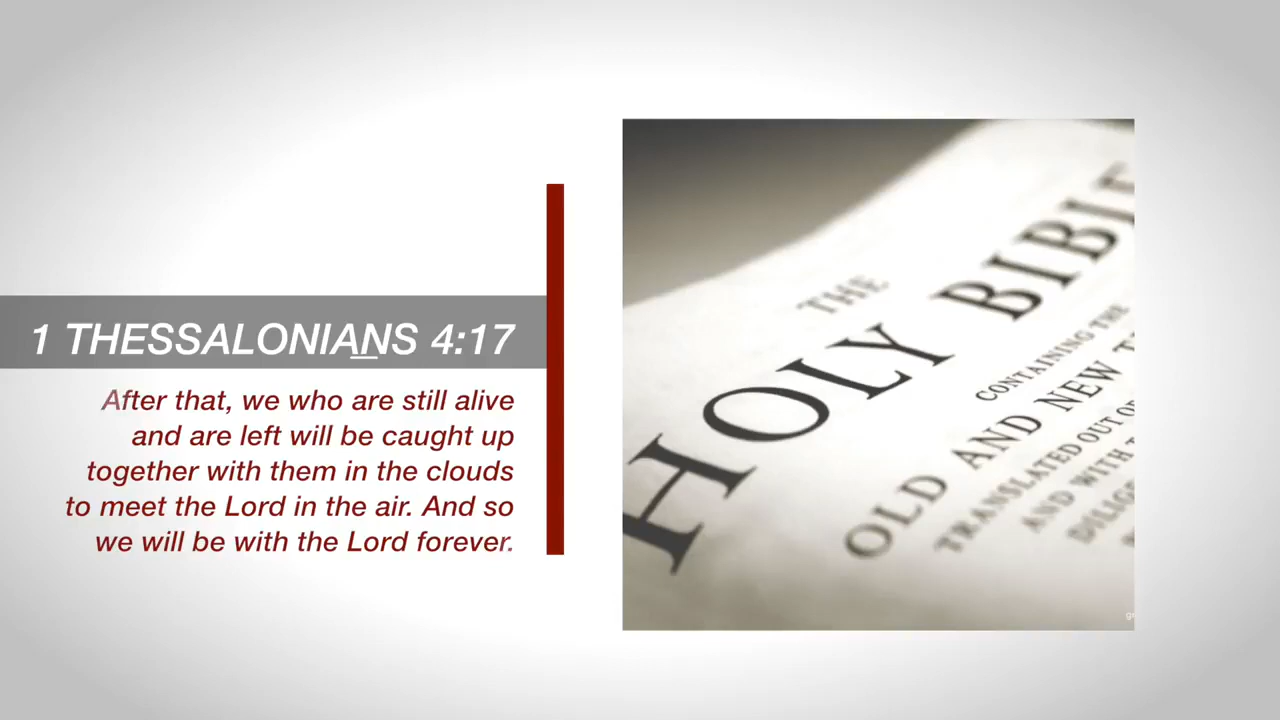 1 THESSALONIANS 4:17
After that, we who are still alive
and are left will be caught up
together with them in the clouds
to meet the Lord in the air. And so
we will be with the Lord forever.
THE
HOLY BIBLE
CONTAINING THE
OLD AND NEW
TRANSLATED OUT OF
AND WITH